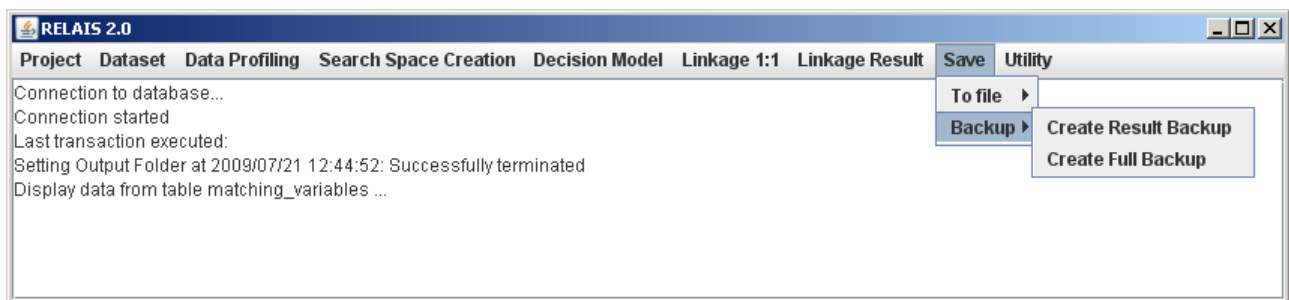 RELAIS 2.0
Project Dataset Data Profiling Search Space Creation Decision Model Linkage 1:1 Linkage Result Save Utility
Connection to database...
Connection started
Last transaction executed:
Setting Output Folder at 2009/07/21 12:44:52: Successfully terminated
Display data from table matching_variables ...
To file
Backup
Create Result Backup
Create Full Backup